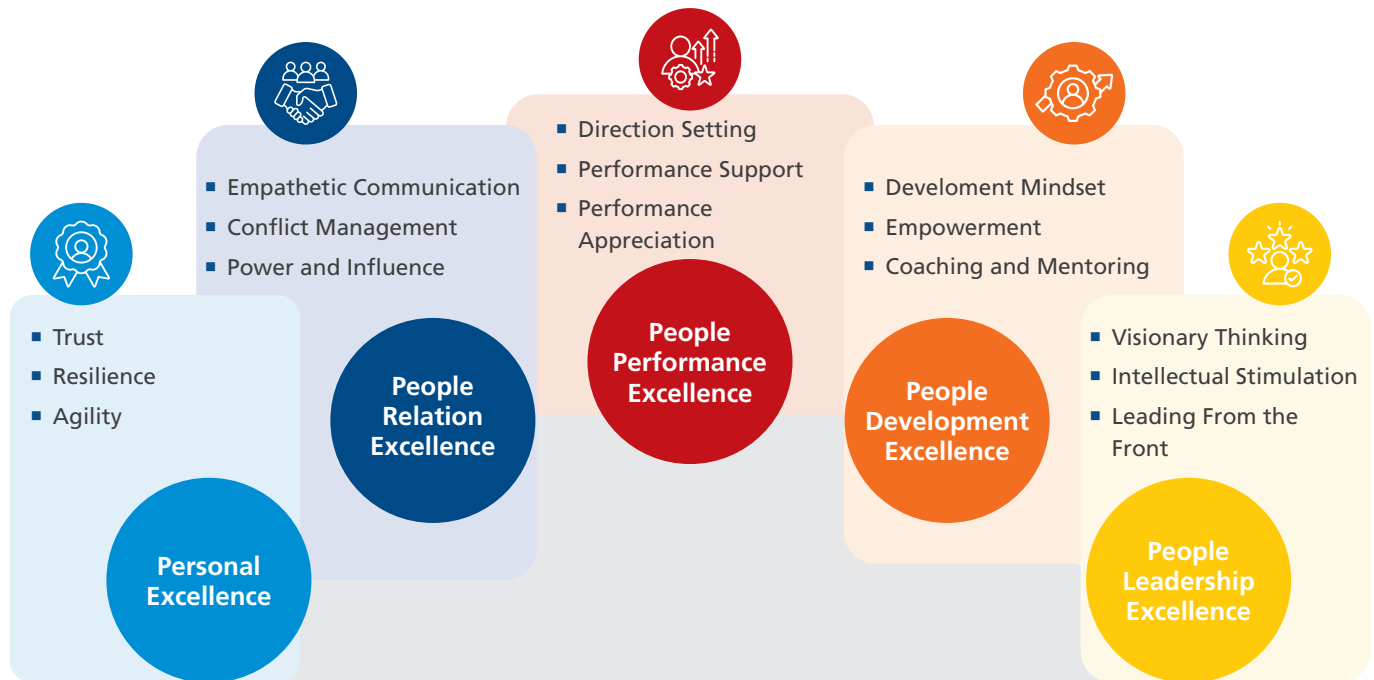 Trust
Resilience
Agility
Personal
Excellence
Empathetic Communication
Conflict Management
Power and Influence
People
Relation
Excellence
Direction Setting
Performance Support
Performance
Appreciation
People
Performance
Excellence
Develoment Mindset
Empowerment
Coaching and Mentoring
People
Development
Excellence
Visionary Thinking
Intellectual Stimulation
Leading From the
Front
People
Leadership
Excellence